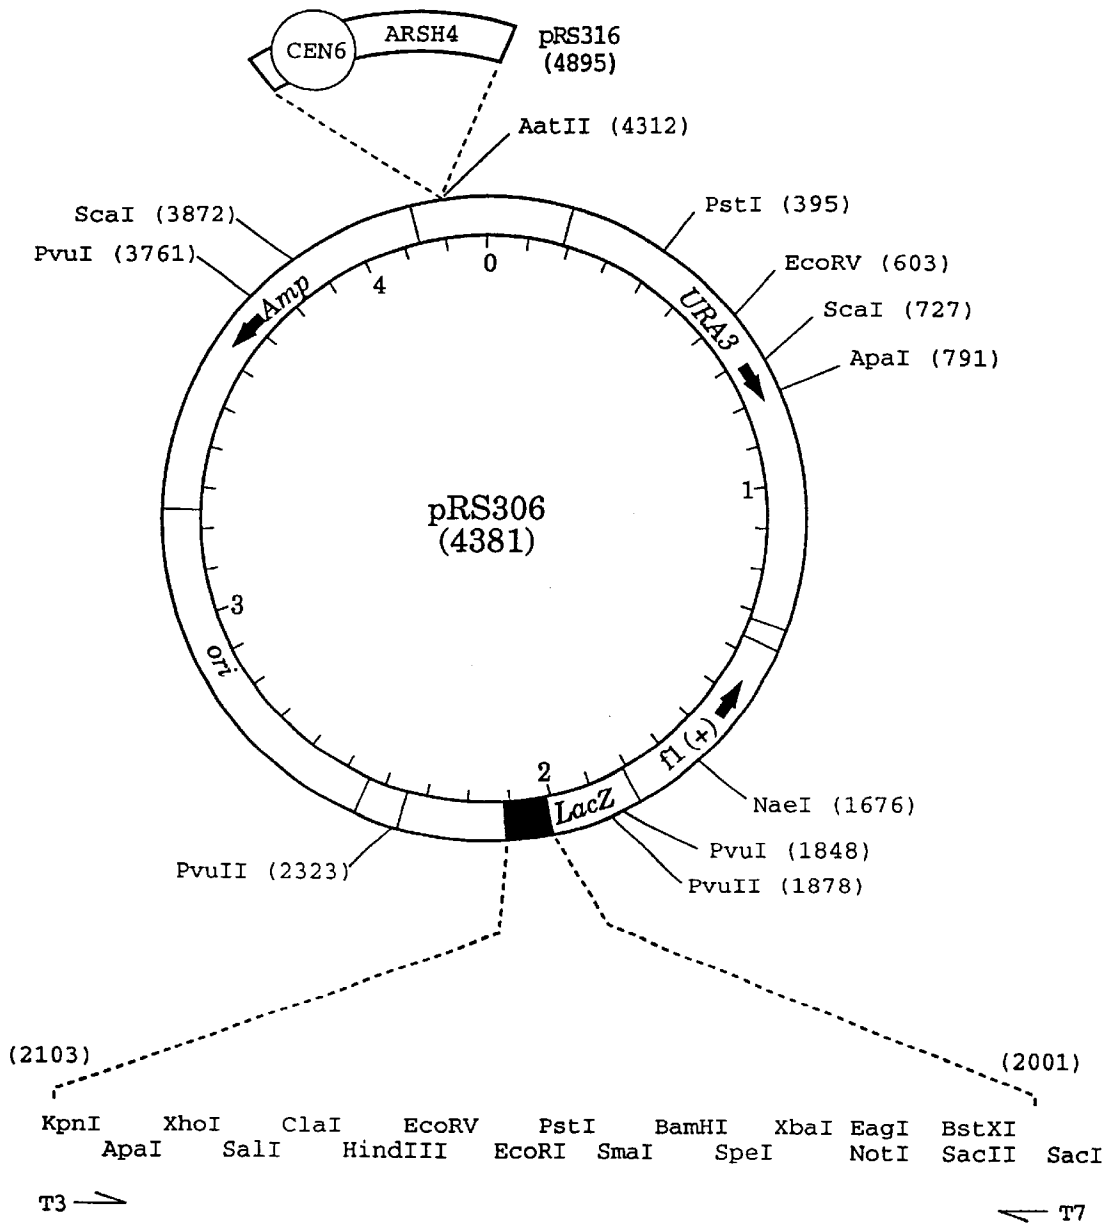 CEN6 ARSH4
pRS316
(4895)
AatII (4312)
ScaI (3872)
PvuI (3761)
PstI (395)
EcoRV (603)
ScaI (727)
ApaI (791)
Amp
URA3
0
4
1
pRS306
(4381)
3
ori
2
LacZ
f1 (+)
NaeI (1676)
PvuI (1848)
PvuII (1878)
PvuII (2323)
(2103)
(2001)
KpnI XhoI ClaI EcoRV PstI BamHI XbaI EagI BstXI
ApaI SalI HindIII EcoRI SmaI SpeI NotI SacII SacI
T3
T7